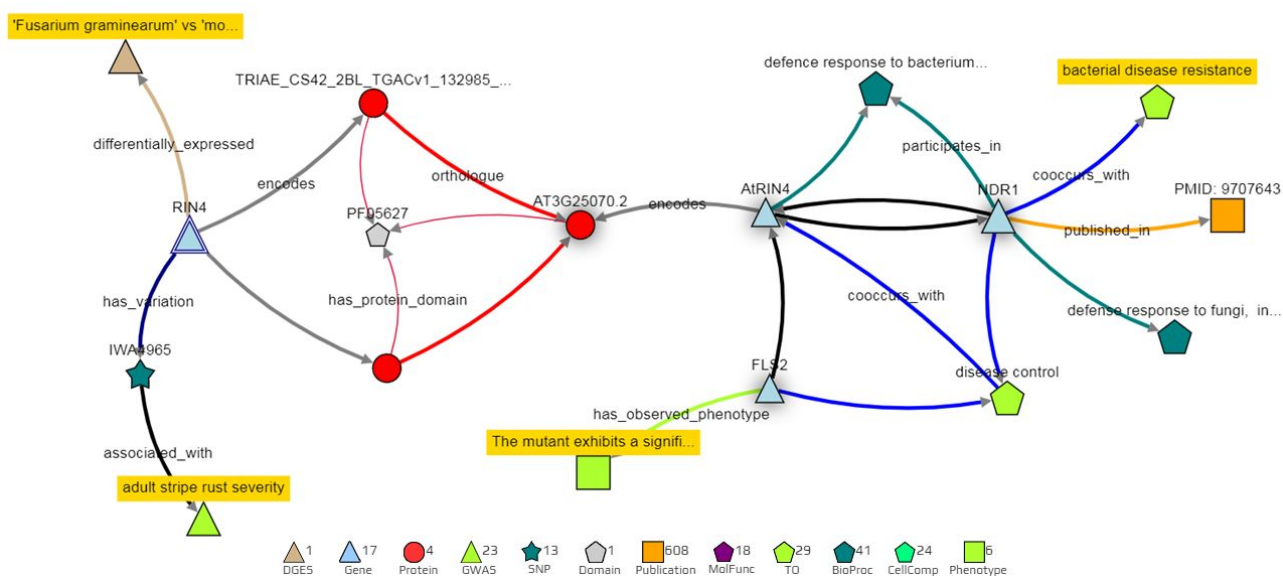 'Fusarium graminearum' vs 'mo...
TRIAE_CS42_2BL_TGACv1_132985_...
defence response to bacterium...
bacterial disease resistance
differentially_expressed
participates_in
encodes
orthologue
cooccurs_with
RIN4
PF05627
AT3G25070.2
encodes
AtRIN4
NDR1
PMID: 9707643
published_in
has_variation
has_protein_domain
cooccurs_with
defense response to fungi, in...
IWA4965
FLS2
disease control
has_observed_phenotype
The mutant exhibits a signifi...
associated_with
adult stripe rust severity
1 17 4 23 13 1 608 18 29 41 24 6
DGES Gene Protein GWAS SNP Domain Publication MolFunc TO BioProc CellComp Phenotype